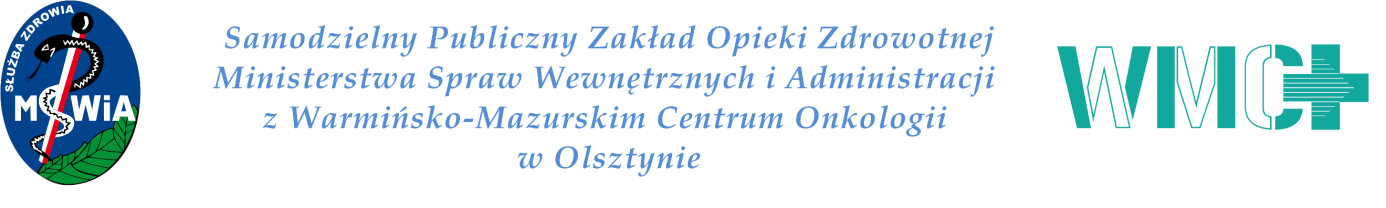 SŁUŻBA ZDROWIA
MSWiA
Samodzielny Publiczny Zakład Opieki Zdrowotnej
Ministerstwa Spraw Wewnętrznych i Administracji
z Warmińsko-Mazurskim Centrum Onkologii
w Olsztynie
WMC